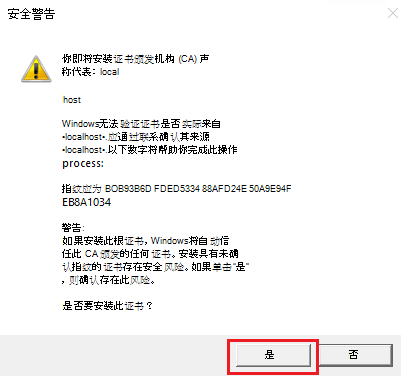 安全警告
你即将安装证书颁发机构 (CA) 声
称代表：local
host
Windows无法 验证证书是否 实际来自
•localhost•.应通过联系确认其来源
•localhost•.以下数字将帮助你完成此操作
process:
指纹应为 BOB93B6D FDED5334 88AFD24E 50A9E94F
EB8A1034
警告:
如果安装此根证书，Windows将自动信
任此 CA 颁发的任何证书。安装具有未确
认指纹的证书存在安全风险。如果单击"是"
，则确认存在此风险。
是否要安装此证书？
是
否